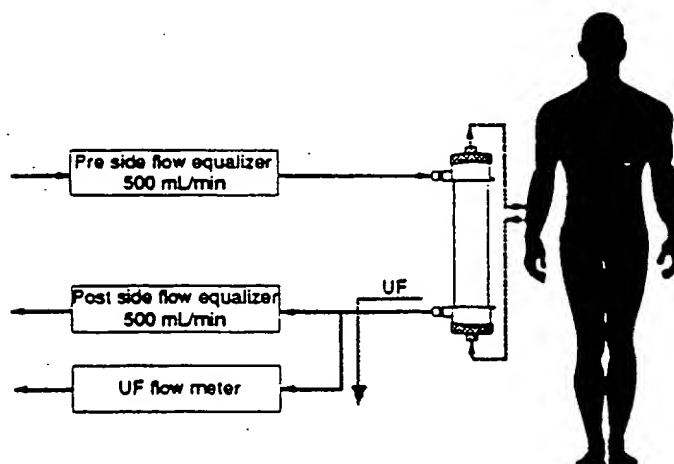 Pre side flow equalizer
500 mL/min
UF
Post side flow equalizer
500 mL/min
UF flow meter